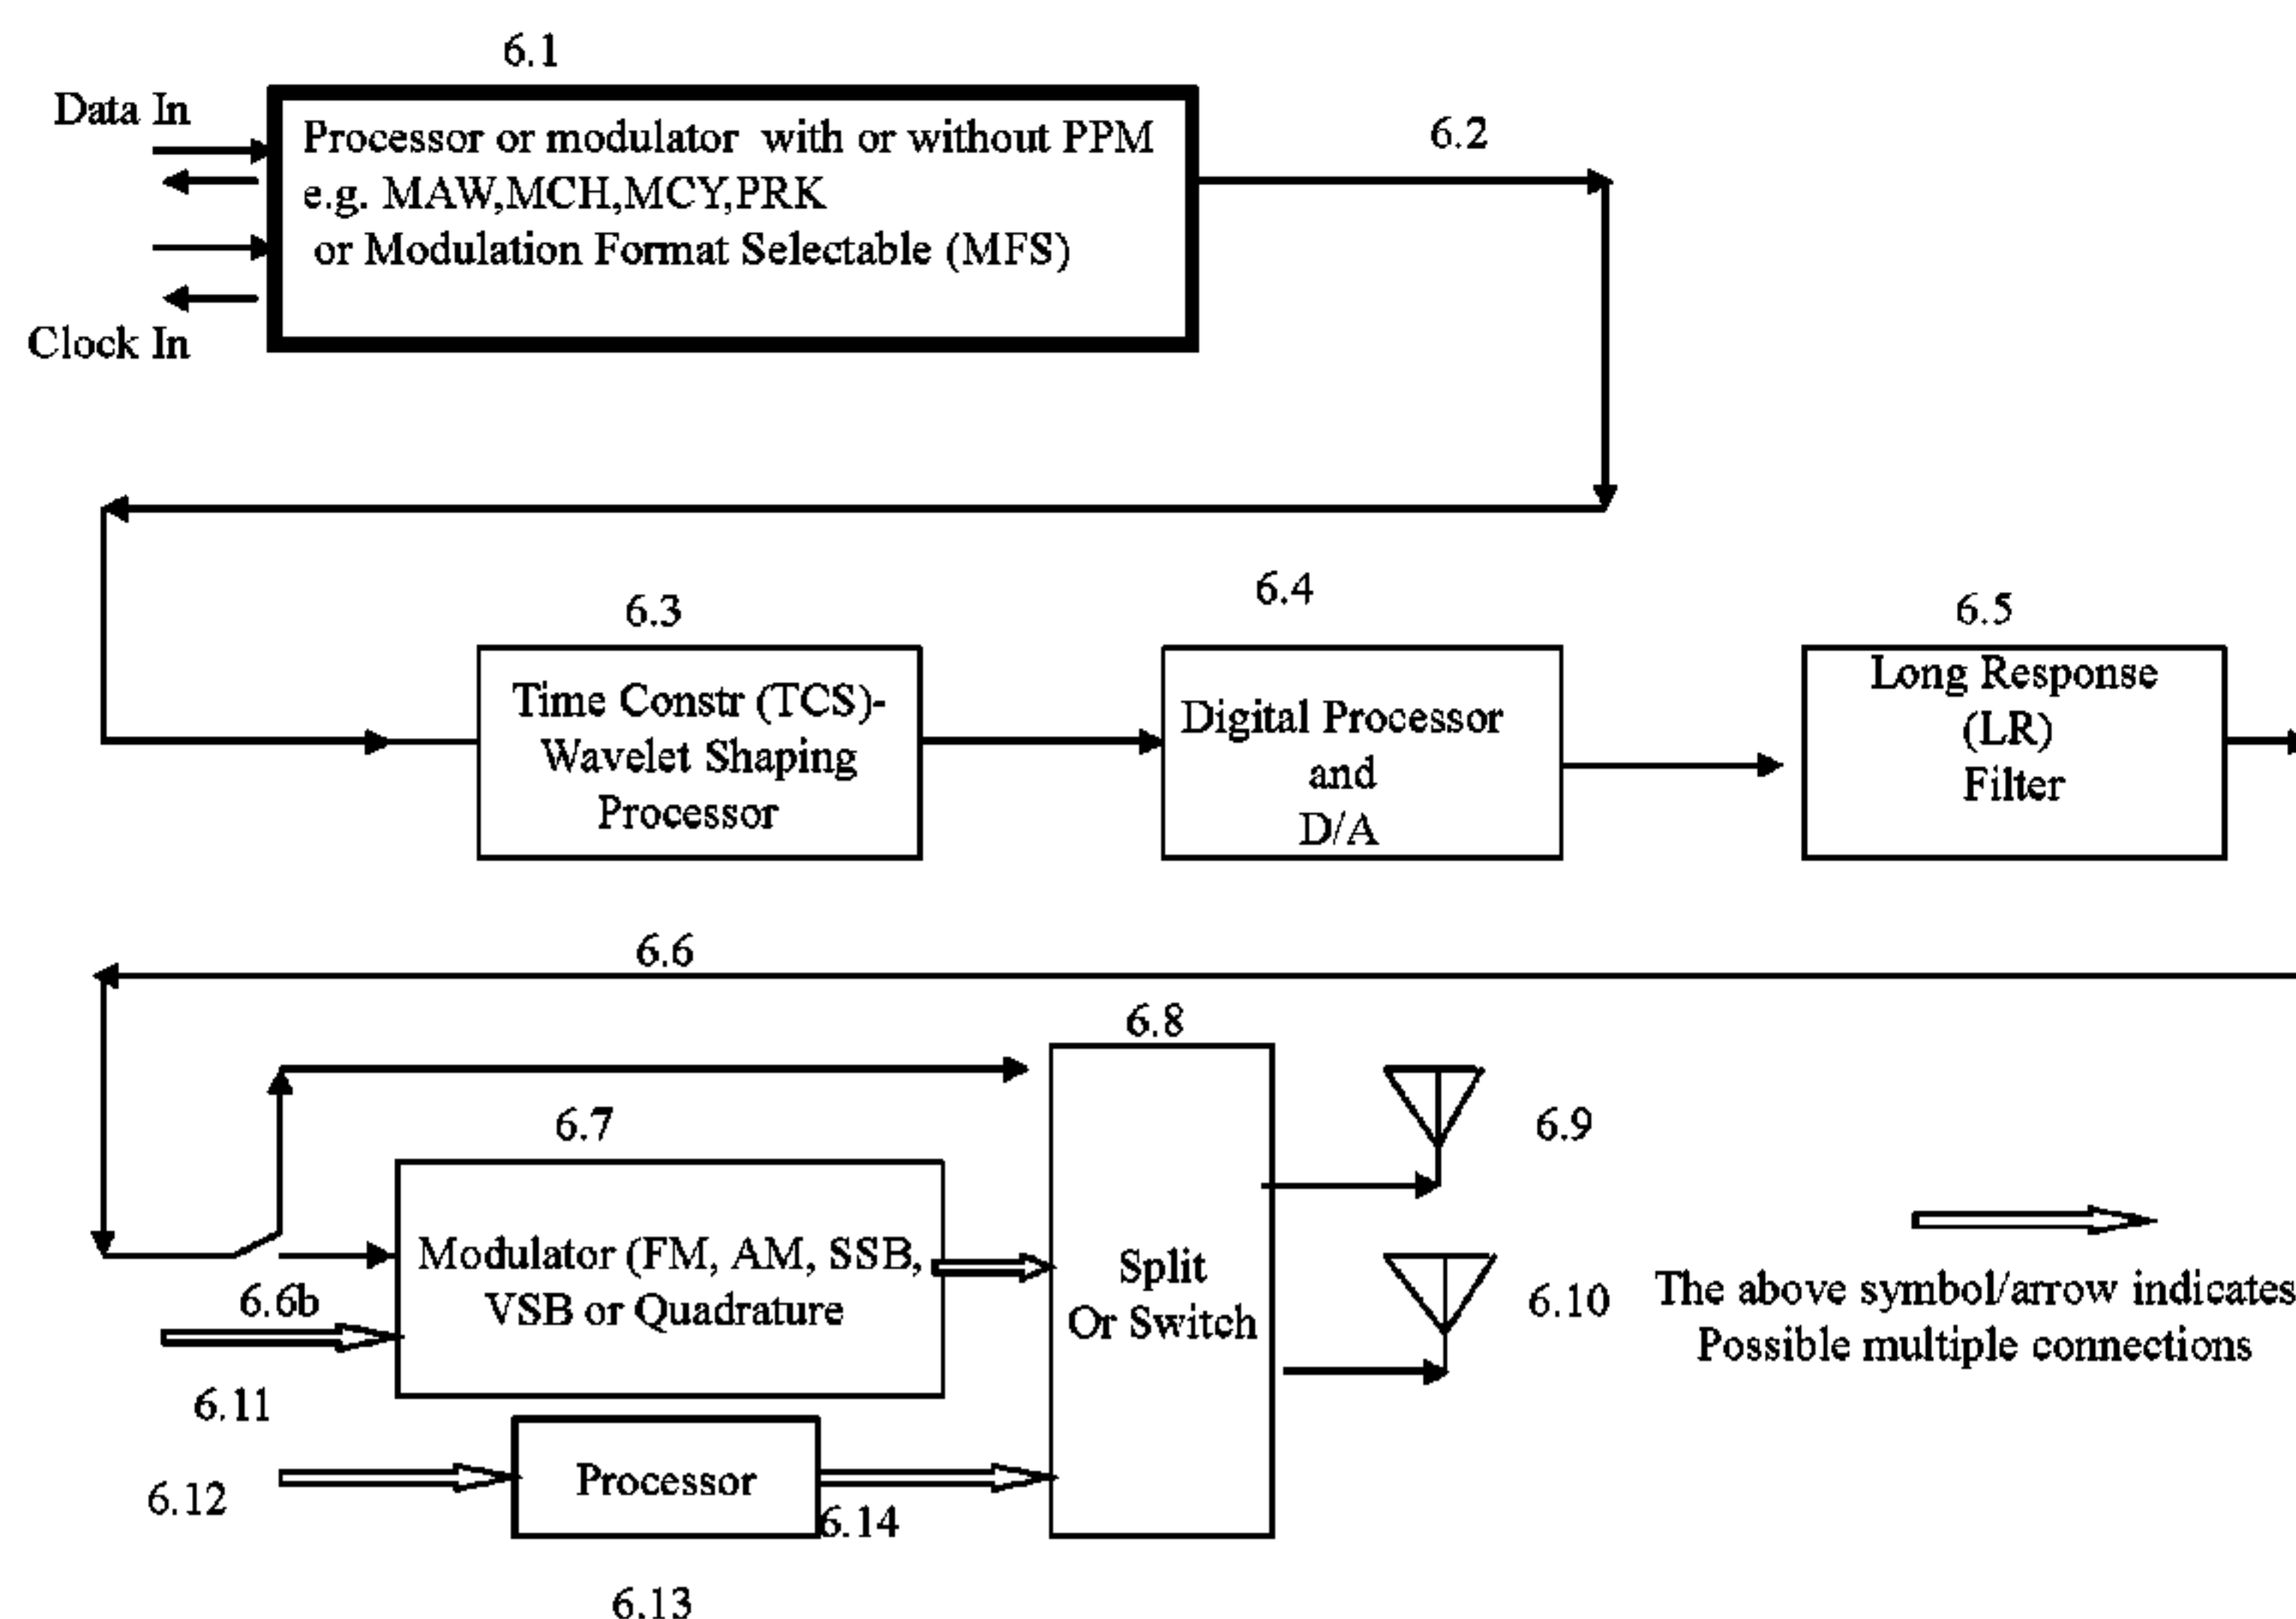 6.1
Data In
Processor or modulator with or without PPM
e.g. MAW,MCH,MCY,PRK
or Modulation Format Selectable (MFS)
Clock In
6.2
6.3
Time Constr (TCS)-
Wavelet Shaping
Processor
6.4
Digital Processor
and
D/A
6.5
Long Response
(LR)
Filter
6.6
6.8
6.7
6.9
Modulator (FM, AM, SSB,
VSB or Quadrature
Split
Or Switch
6.6b
6.10
The above symbol/arrow indicates
Possible multiple connections
6.11
6.12
Processor
6.14
6.13